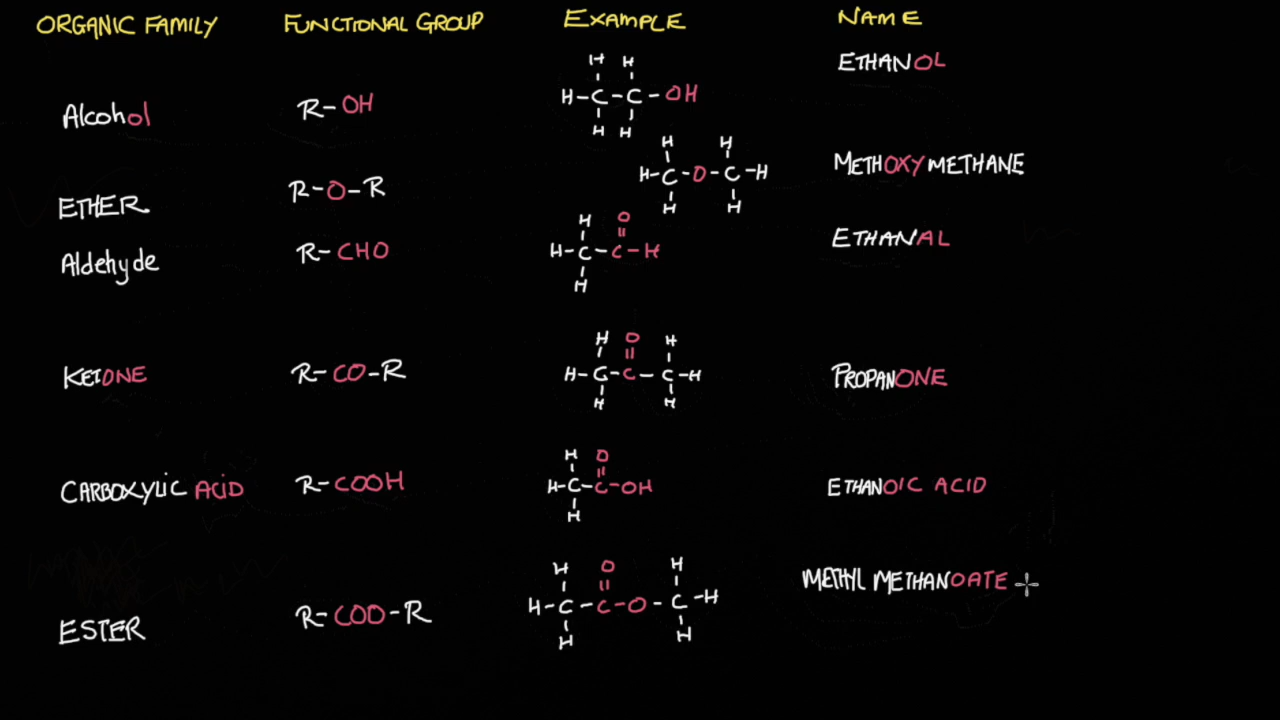 ORGANIC FAMILY FUNCTIONAL GROUP EXAMPLE NAME
ETHANOL
H H
Alcohol R-OH H-C-C-OH
H H
H H
METHOXYMETHANE
ETHER R-O-R H-C-O-C-H
H H
H O
ETHANAL
Aldehyde R-CHO H-C-C-H
H
H O H
KETONE R-CO-R H-C-C-C-H PROPANONE
H H
H O
CARBOXYLIC ACID R-COOH H-C-C-OH ETHANOIC ACID
H
H O H
METHYL METHANOATE
ESTER R-COO-R H-C-C-O-C-H
H H